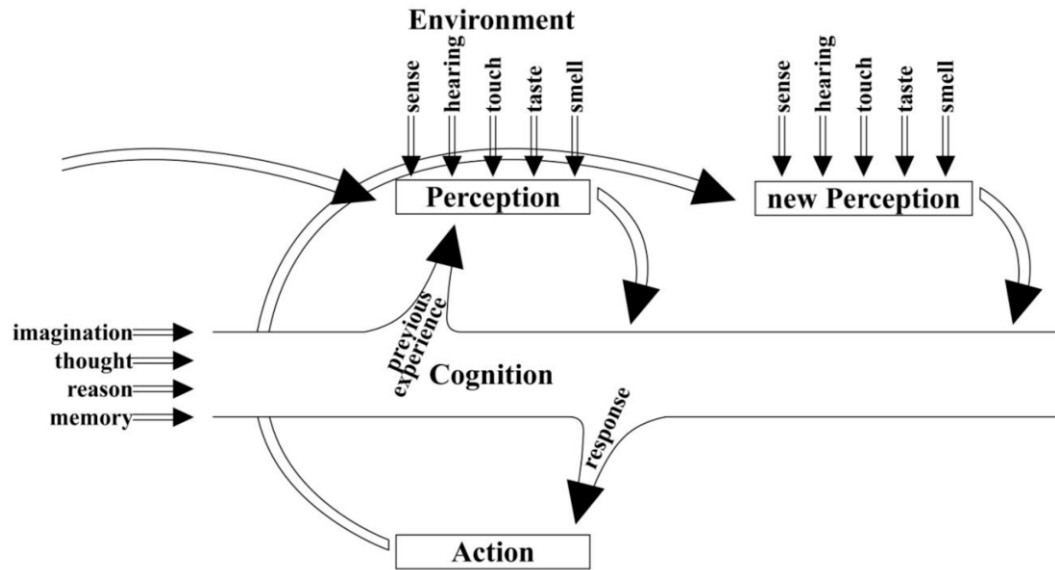 Environment
sense
hearing
touch
taste
smell
sense
hearing
touch
taste
smell
Perception
new Perception
previous
experience
imagination
thought
reason
memory
Cognition
response
Action